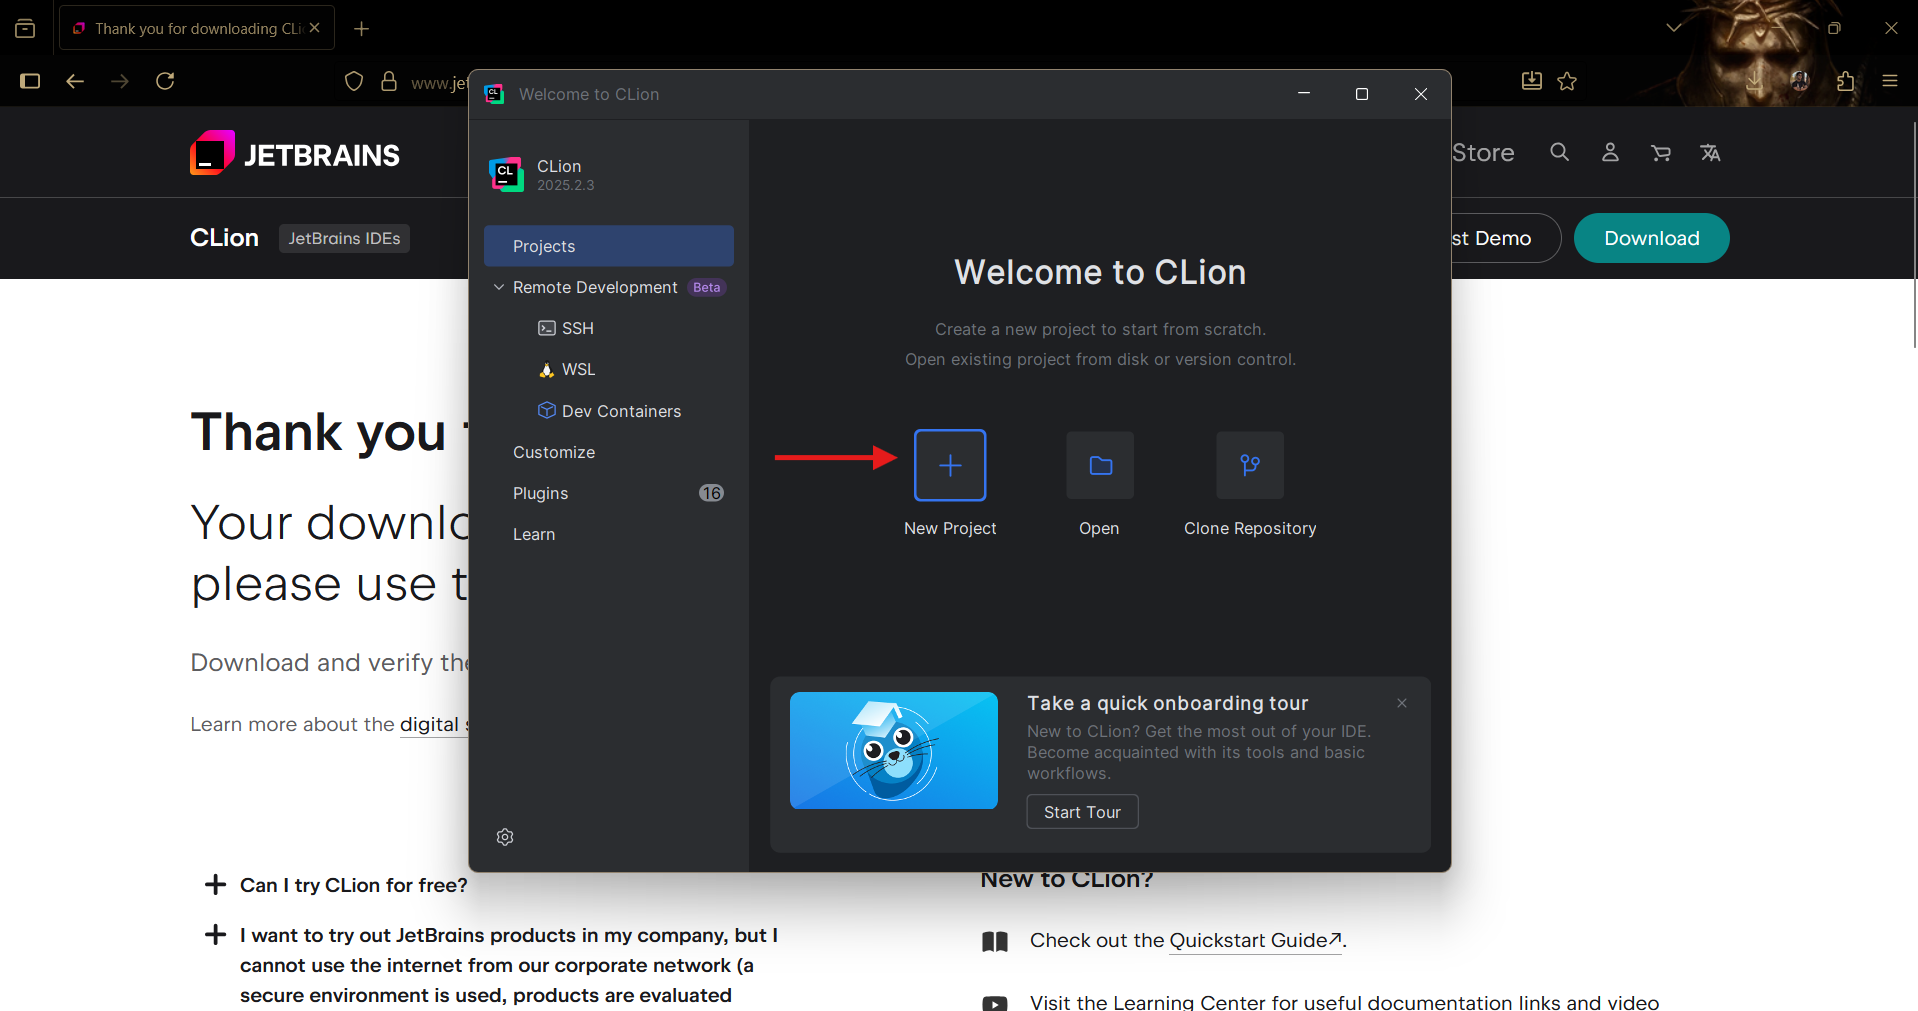 Thank you for downloading CLi
www.jet
Welcome to CLion
JETBRAINS
Store
CLion
2025.2.3
CLion
JetBrains IDEs
st Demo
Download
Projects
Remote Development Beta
SSH
WSL
Dev Containers
Customize
Plugins 16
Learn
Welcome to CLion
Create a new project to start from scratch.
Open existing project from disk or version control.
New Project
Open
Clone Repository
Take a quick onboarding tour
New to CLion? Get the most out of your IDE.
Become acquainted with its tools and basic
workflows.
Start Tour
Thank you
Your downlo
please use t
Download and verify the
Learn more about the digital s
Can I try CLion for free?
I want to try out JetBrains products in my company, but I
cannot use the internet from our corporate network (a
secure environment is used, products are evaluated
New to CLion?
Check out the Quickstart Guide↗.
Visit the Learning Center for useful documentation links and video